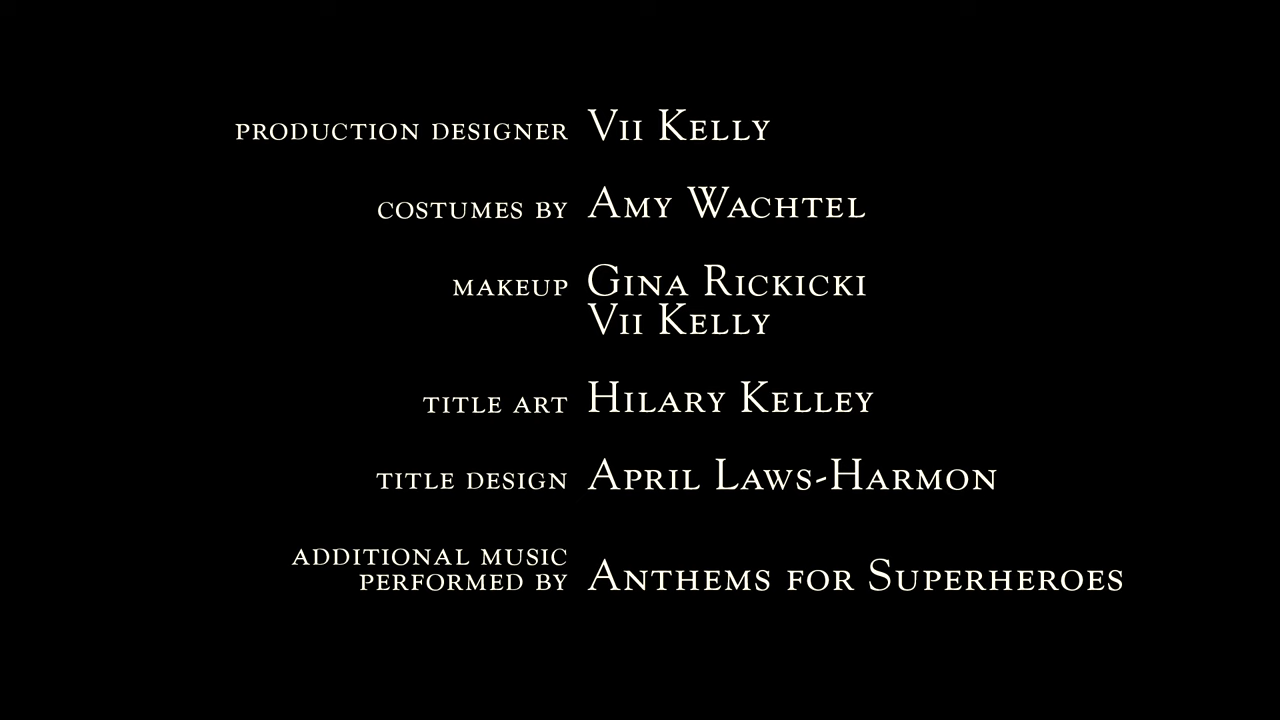 PRODUCTION DESIGNER VII KELLY
COSTUMES BY AMY WACHTEL
MAKEUP GINA RICKICKI
VII KELLY
TITLE ART HILARY KELLEY
TITLE DESIGN APRIL LAWS-HARMON
ADDITIONAL MUSIC
PERFORMED BY ANTHEMS FOR SUPERHEROES